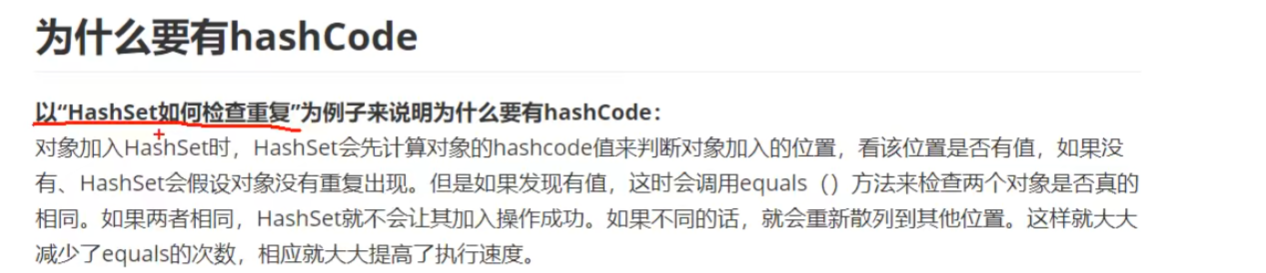 为什么要有hashCode
以“HashSet如何检查重复”为例子来说明为什么要有hashCode：
对象加入HashSet时，HashSet会先计算对象的hashcode值来判断对象加入的位置，看该位置是否有值，如果没
有、HashSet会假设对象没有重复出现。但是如果发现有值，这时会调用equals（）方法来检查两个对象是否真的
相同。如果两者相同，HashSet就不会让其加入操作成功。如果不同的话，就会重新散列到其他位置。这样就大大
减少了equals的次数，相应就大大提高了执行速度。